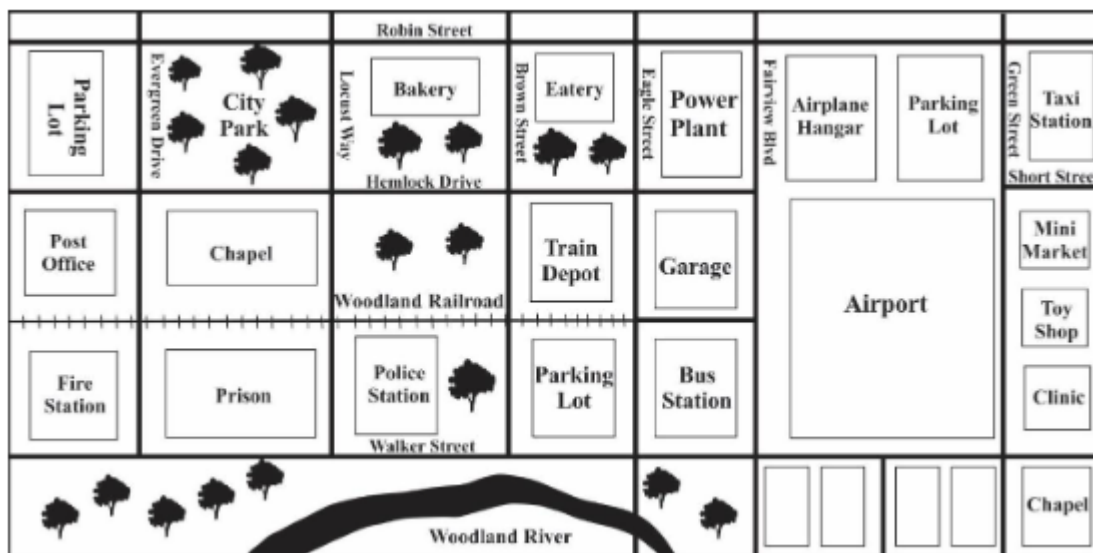 Robin Street
Parking
Lot
Evergreen Drive
City
Park
Locust Way
Bakery
Brown Street
Eatery
Eagle Street
Power
Plant
Fairview Blvd
Airplane
Hangar
Parking
Lot
Green Street
Taxi
Station
Hemlock Drive
Short Stree
Post
Office
Chapel
Train
Depot
Garage
Mini
Market
Woodland Railroad
Airport
Toy
Shop
Fire
Station
Prison
Police
Station
Parking
Lot
Bus
Station
Clinic
Walker Street
Woodland River
Chapel